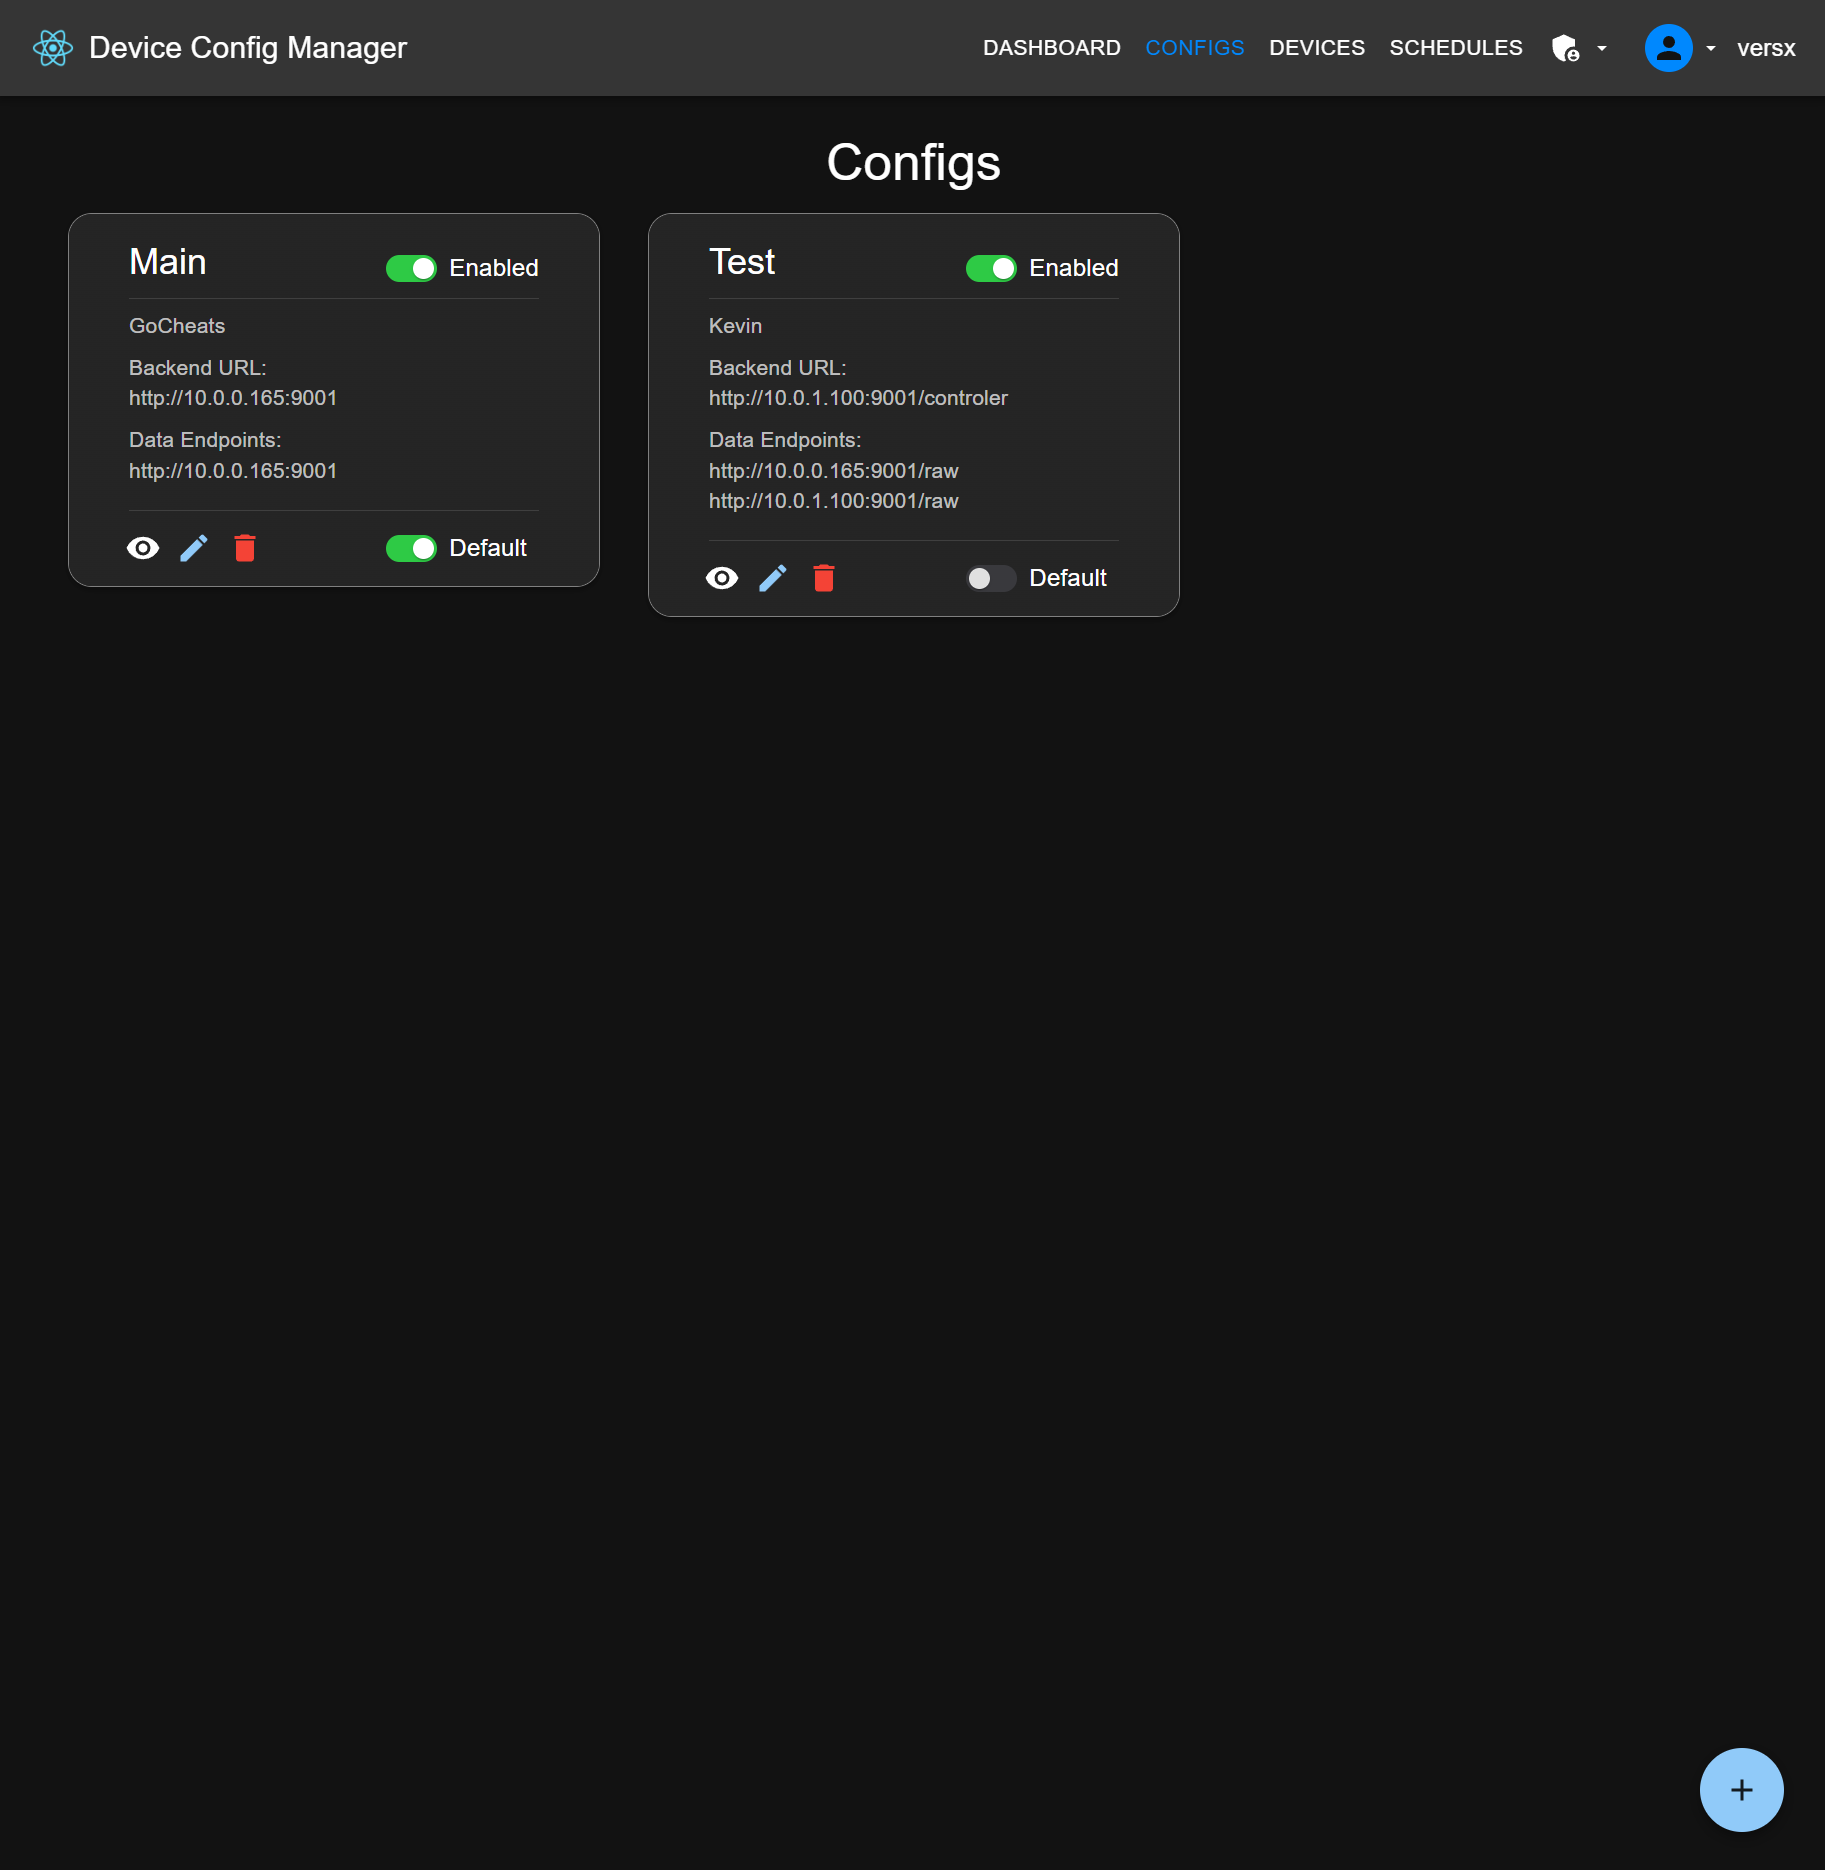 Device Config Manager
DASHBOARD CONFIGS DEVICES SCHEDULES versx
Configs
Main Enabled
GoCheats
Backend URL:
http://10.0.0.165:9001
Data Endpoints:
http://10.0.0.165:9001
Default
Test Enabled
Kevin
Backend URL:
http://10.0.1.100:9001/controler
Data Endpoints:
http://10.0.0.165:9001/raw
http://10.0.1.100:9001/raw
Default